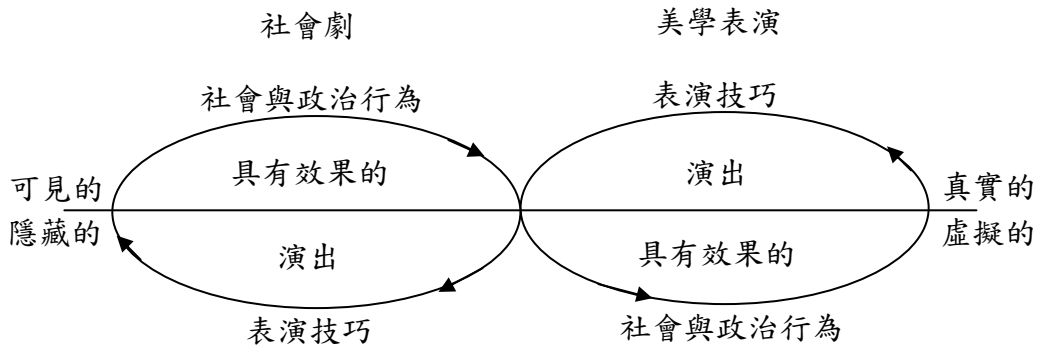 社會劇
美學表演
社會與政治行為
表演技巧
具有效果的
演出
可見的
真實的
隱藏的
虛擬的
演出
具有效果的
表演技巧
社會與政治行為